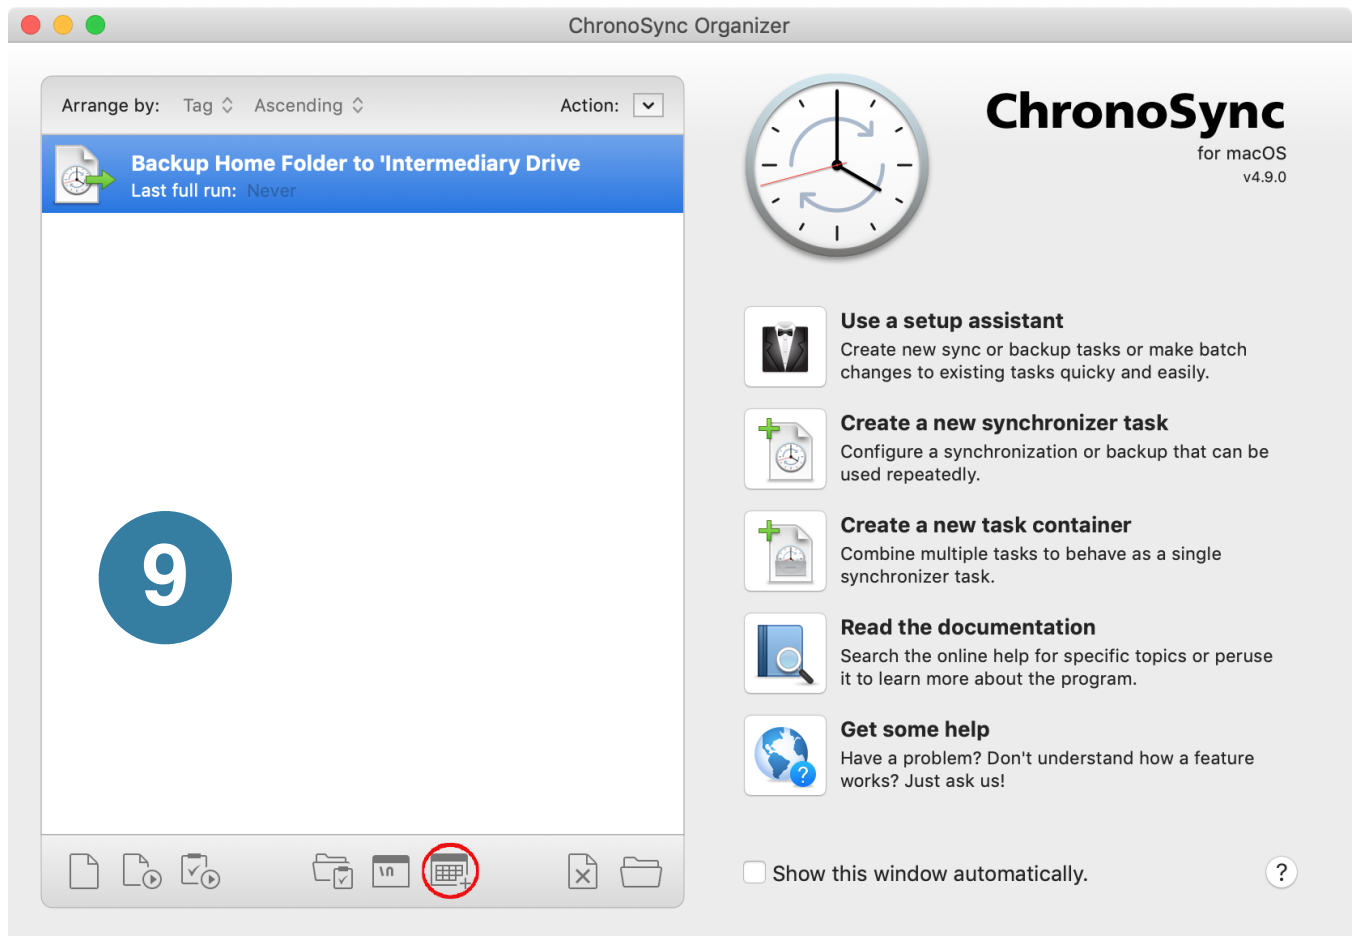 ChronoSync Organizer
Arrange by: Tag Ascending Action:
Backup Home Folder to 'Intermediary Drive
Last full run: Never
9
ChronoSync
for macOS
v4.9.0
Use a setup assistant
Create new sync or backup tasks or make batch
changes to existing tasks quicky and easily.
Create a new synchronizer task
Configure a synchronization or backup that can be
used repeatedly.
Create a new task container
Combine multiple tasks to behave as a single
synchronizer task.
Read the documentation
Search the online help for specific topics or peruse
it to learn more about the program.
Get some help
Have a problem? Don't understand how a feature
works? Just ask us!
?
Show this window automatically.
?